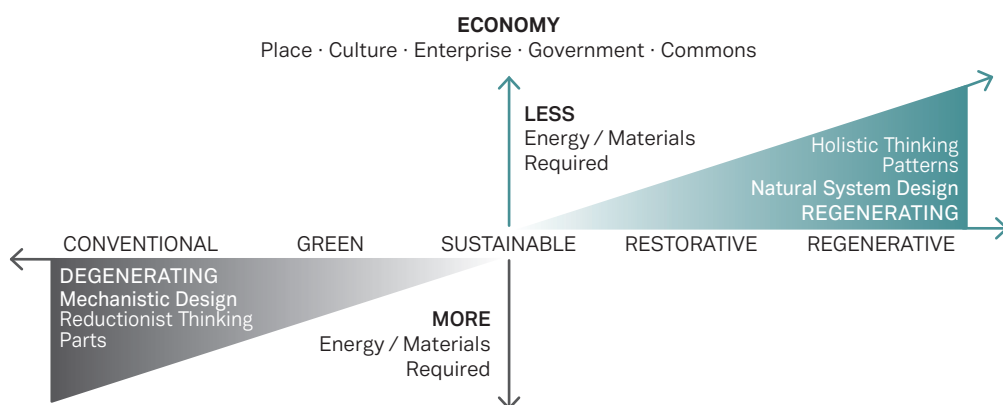 ECONOMY
Place · Culture · Enterprise · Government · Commons
LESS
Energy / Materials
Required
Holistic Thinking
Patterns
Natural System Design
REGENERATING
CONVENTIONAL GREEN SUSTAINABLE RESTORATIVE REGENERATIVE
DEGENERATING
Mechanistic Design
Reductionist Thinking
Parts
MORE
Energy / Materials
Required